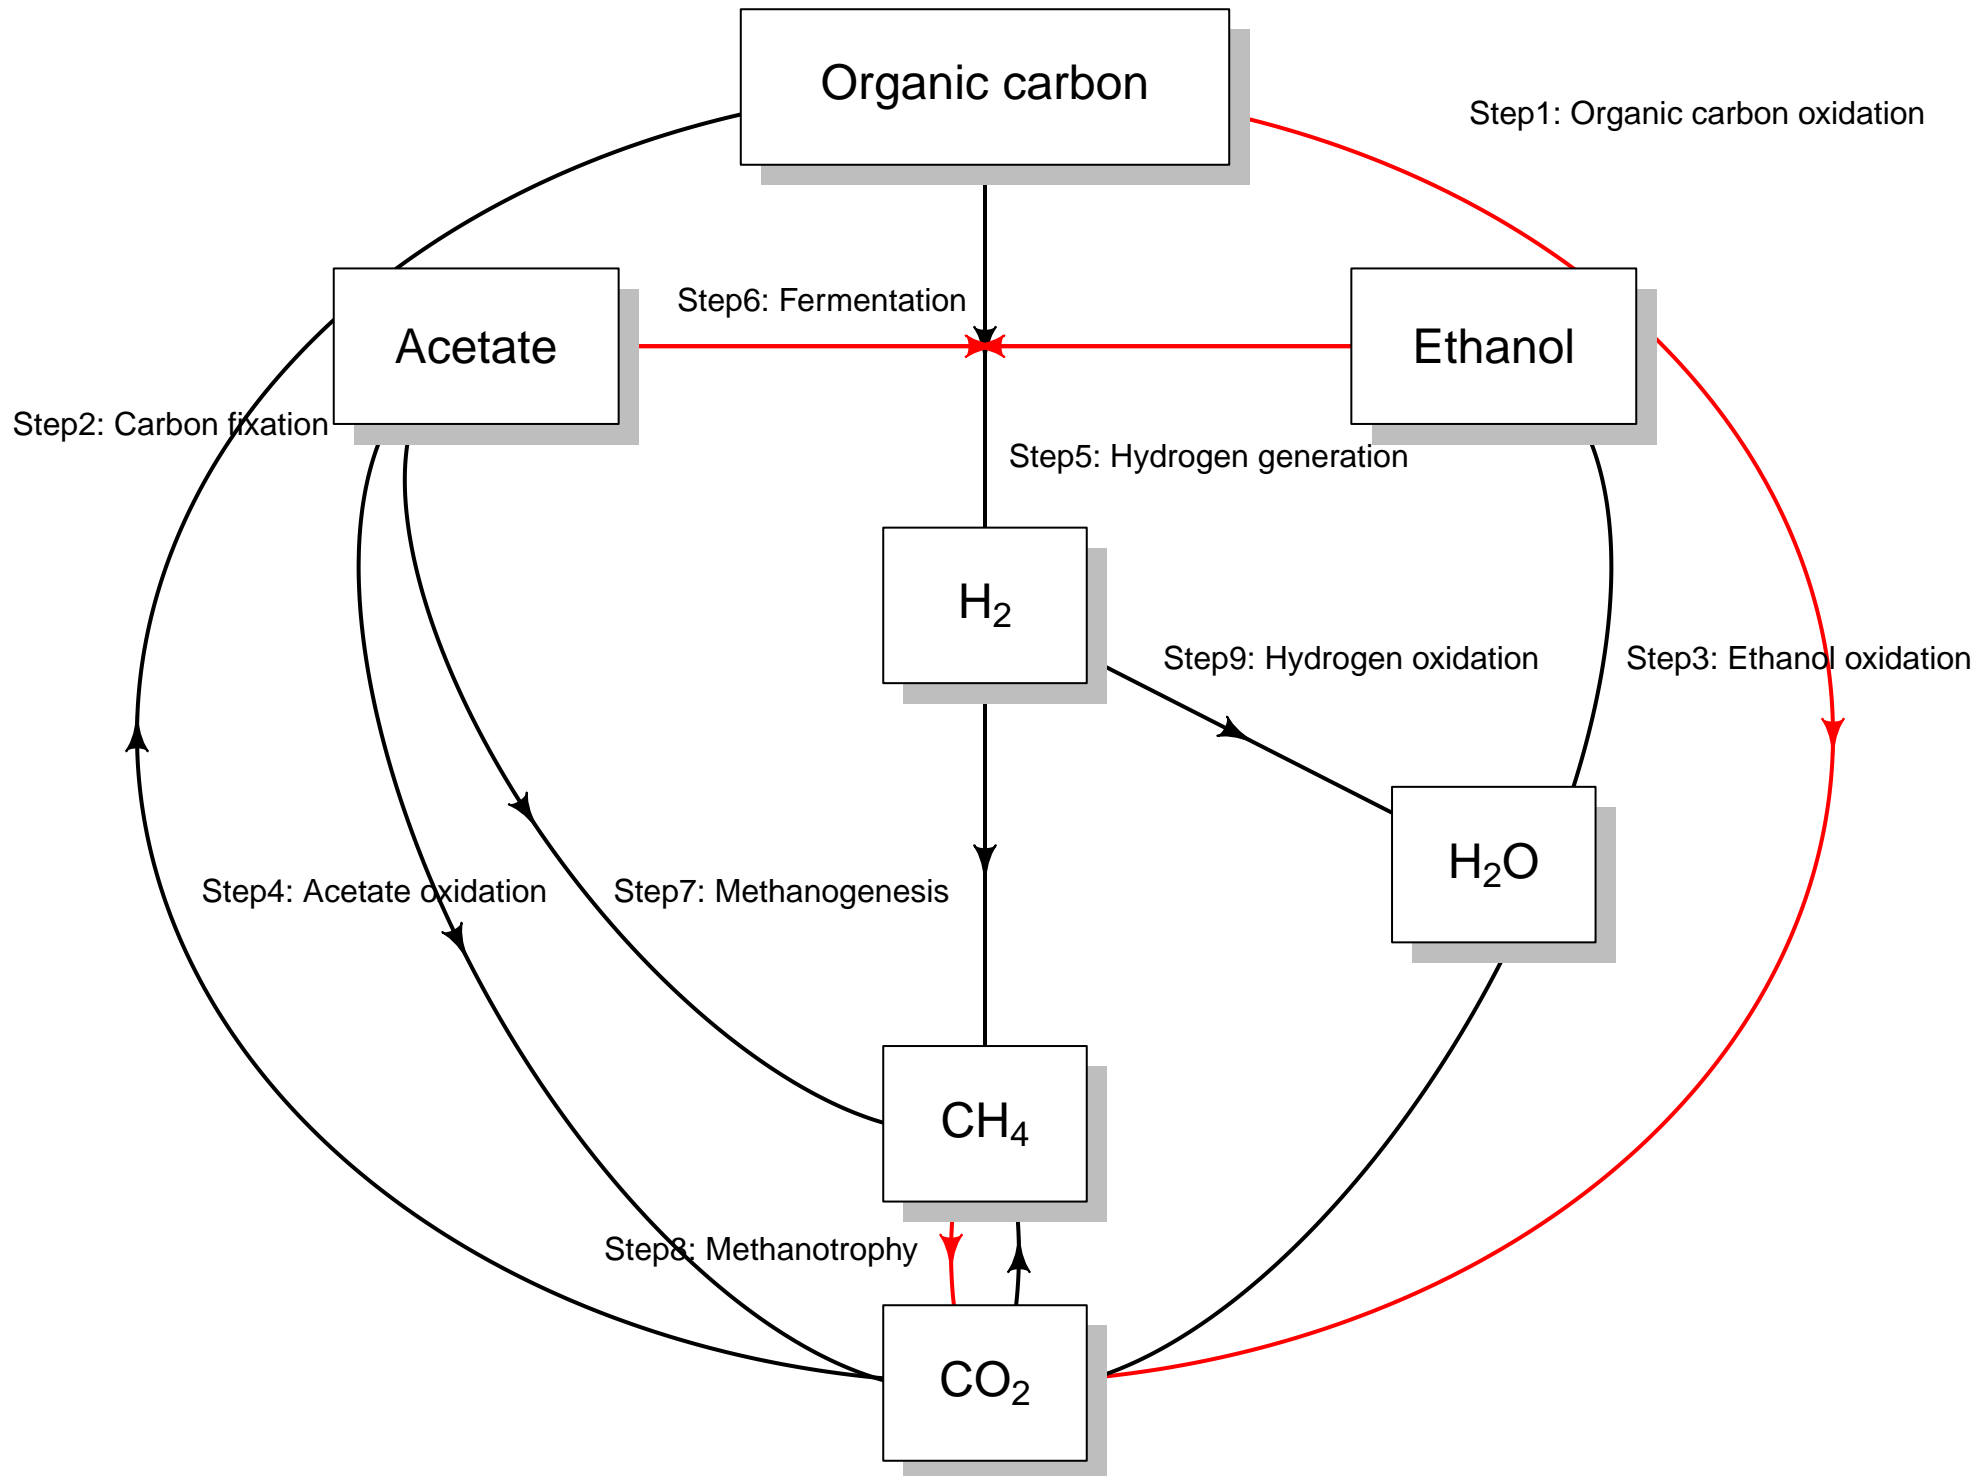 Organic carbon
Step1: Organic carbon oxidation
Step6: Fermentation
Acetate
Ethanol
Step2: Carbon fixation
Step5: Hydrogen generation
H₂
Step9: Hydrogen oxidation
Step3: Ethanol oxidation
H₂O
Step4: Acetate oxidation
Step7: Methanogenesis
CH₄
Step8: Methanotrophy
CO₂